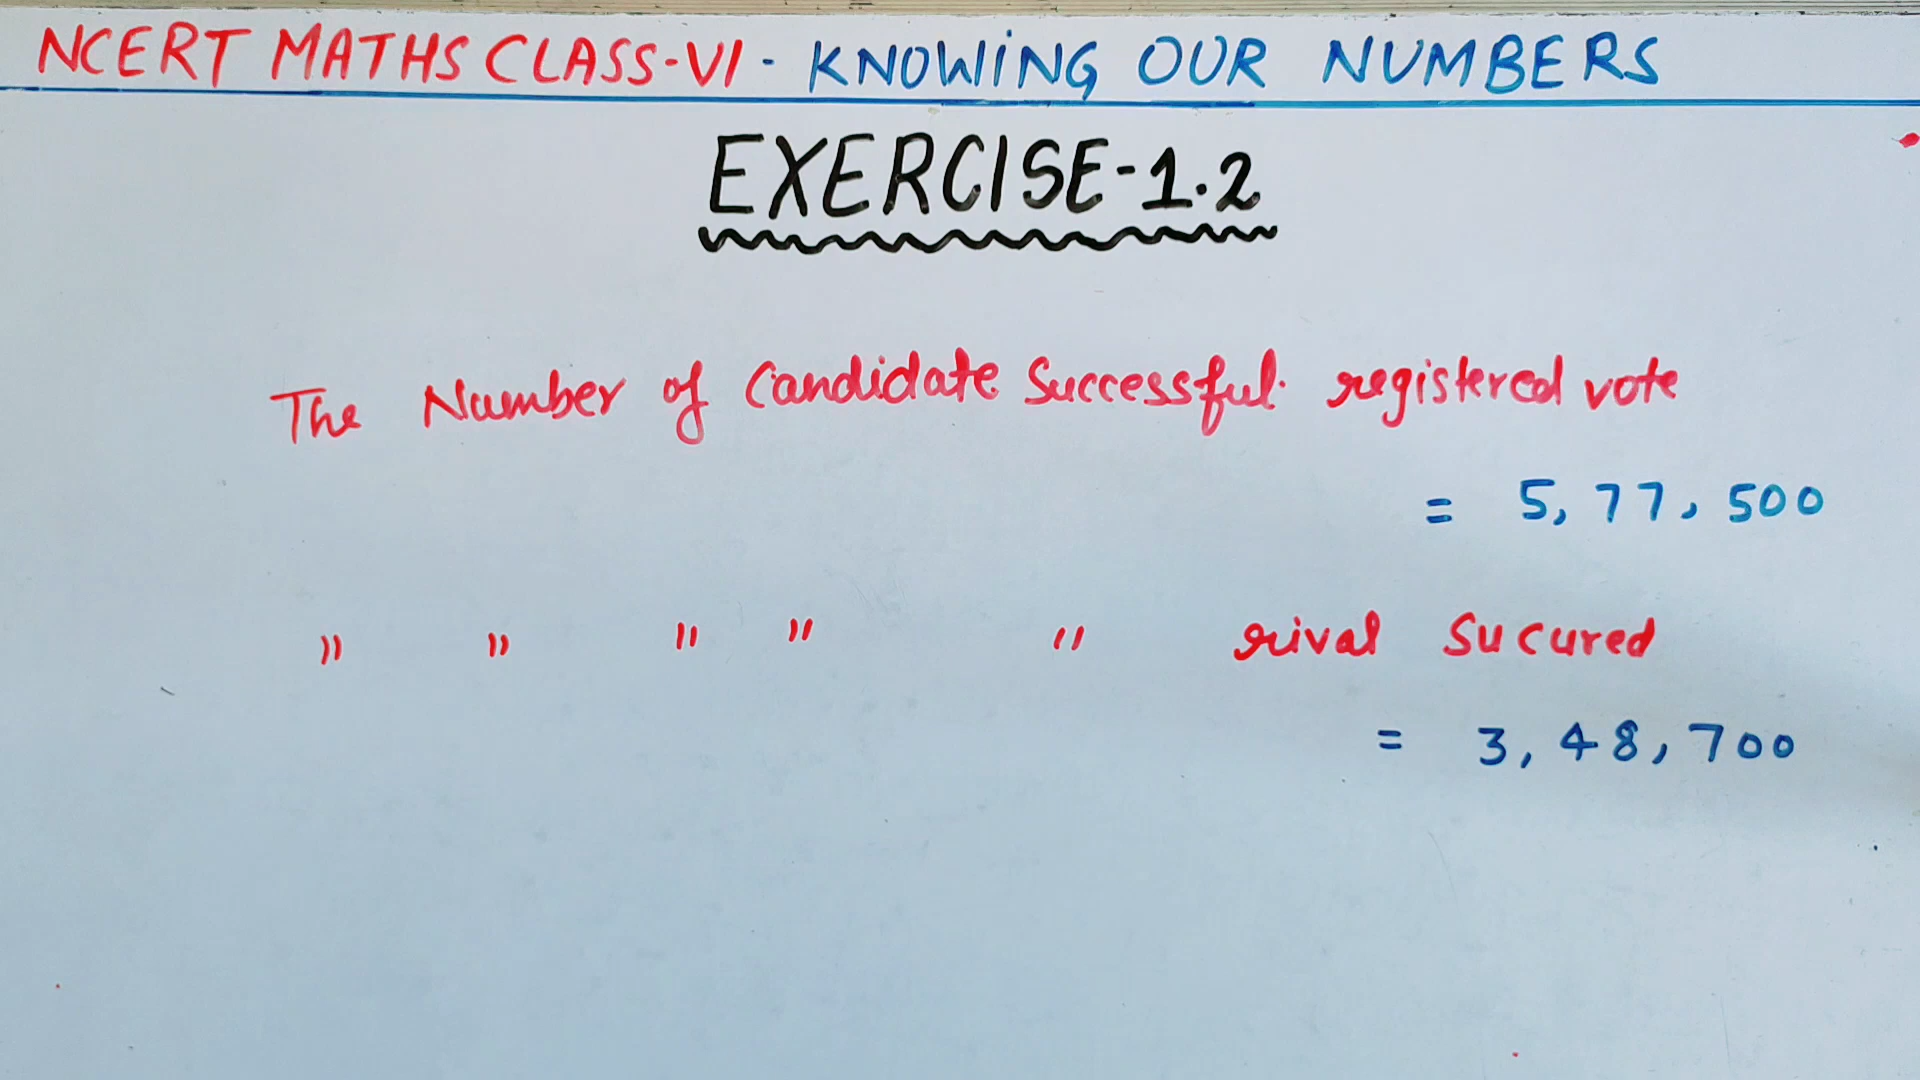 NCERT MATHS CLASS-VI - KNOWING OUR NUMBERS
EXERCISE-1.2
The Number of Candidate Successful registered vote
= 5,77,500
" " " " " rival Sucured
= 3,48,700